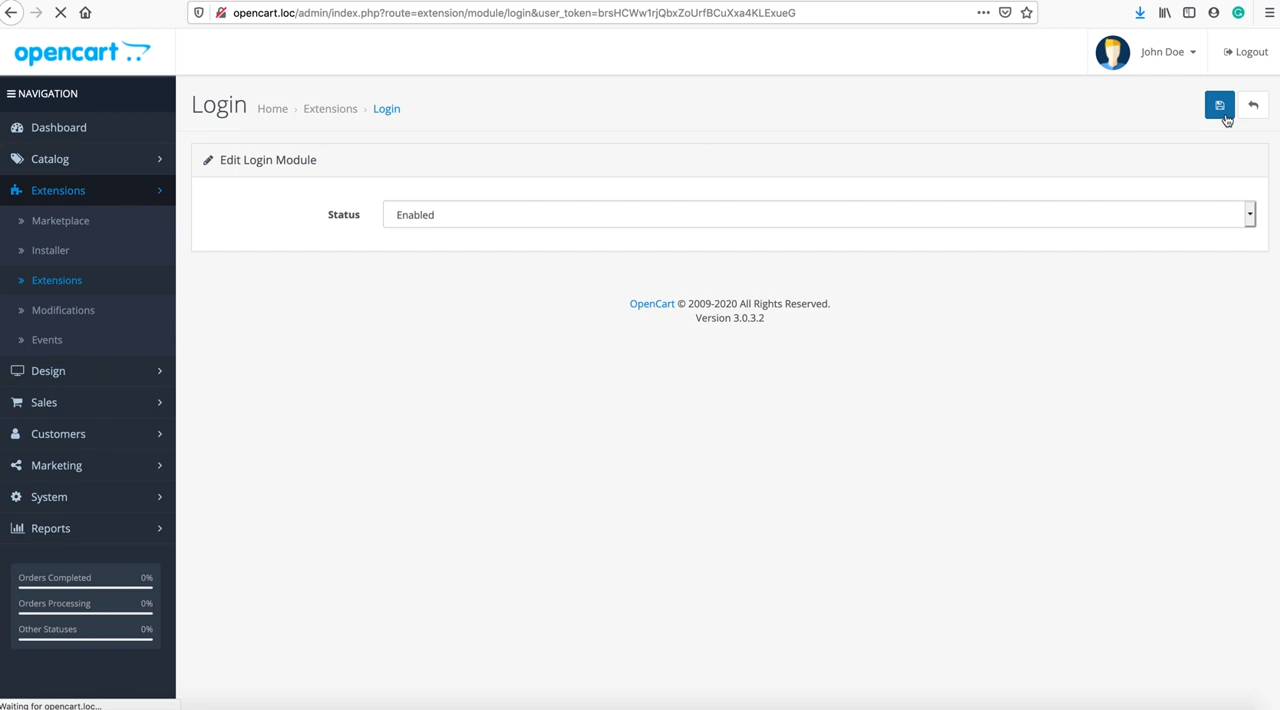 opencart.loc/admin/index.php?route=extension/module/login&user_token=brsHCWw1rjQbxZoUrfBCuXxa4KLExueG
opencart
John Doe
Logout
NAVIGATION
Dashboard
Catalog
Extensions
Marketplace
Installer
Extensions
Modifications
Events
Design
Sales
Customers
Marketing
System
Reports
Orders Completed 0%
Orders Processing 0%
Other Statuses 0%
Login Home › Extensions › Login
Edit Login Module
Status Enabled
OpenCart © 2009-2020 All Rights Reserved.
Version 3.0.3.2
Waiting for opencart.loc...